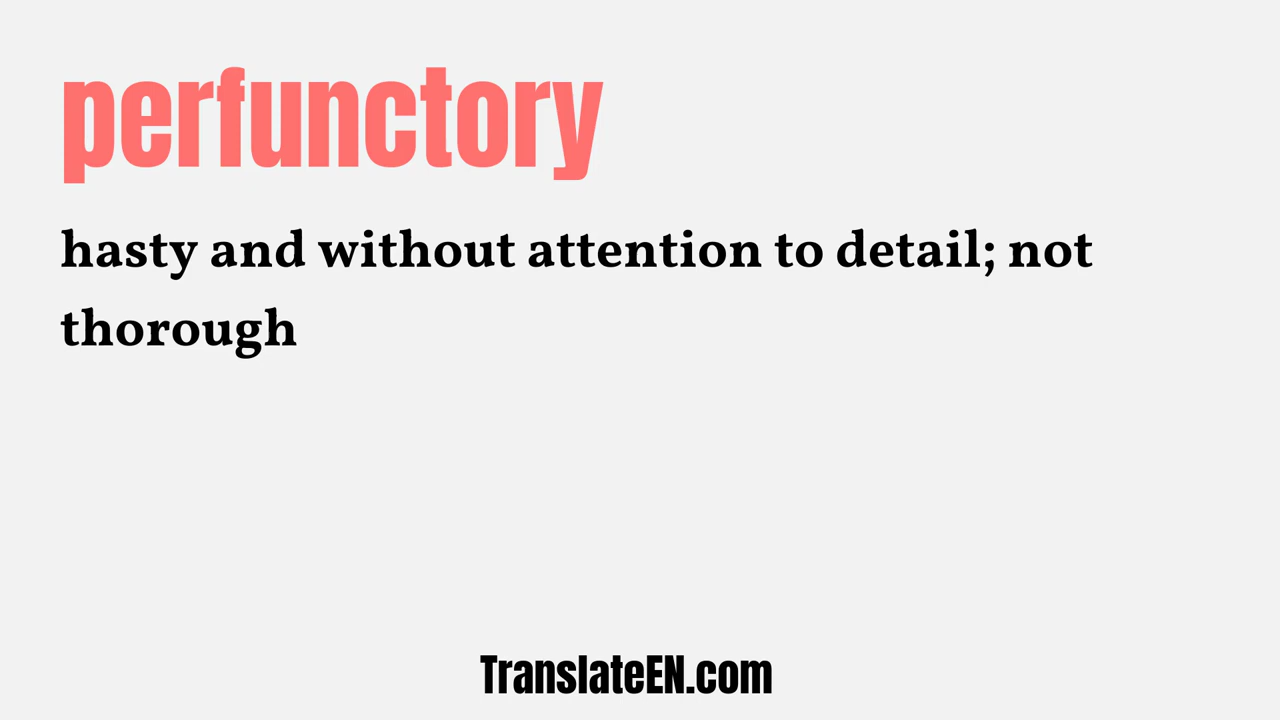 perfunctory
hasty and without attention to detail; not
thorough
TranslateEN.com